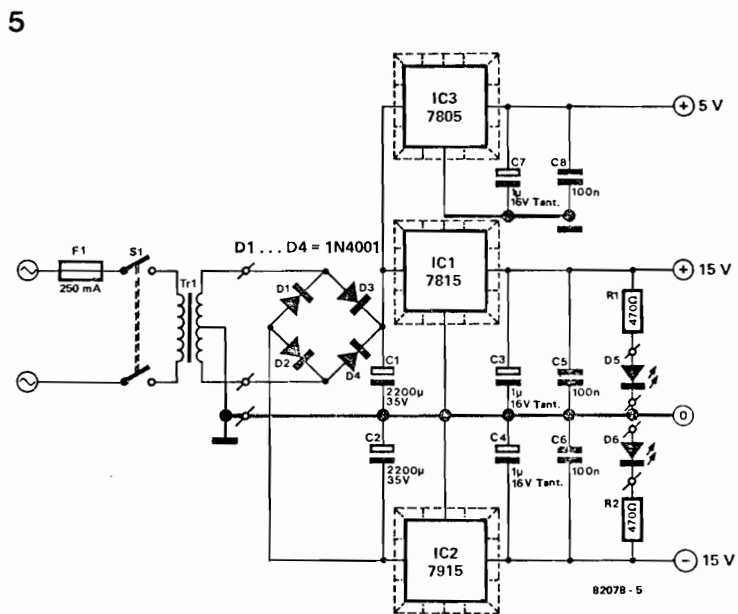 5
IC3
7805
+ 5 V
C7
1µ
16V Tant.
C8
100n
D1 ... D4 = 1N4001
F1
250 mA
S1
Tr1
D1
D3
D2
D4
IC1
7815
+ 15 V
R1
470Ω
C1
2200µ
35V
C3
1µ
16V Tant.
C5
100n
D5
0
C2
2200µ
35V
C4
1µ
16V Tant.
C6
100n
D6
R2
470Ω
IC2
7915
− 15 V
82078 - 5